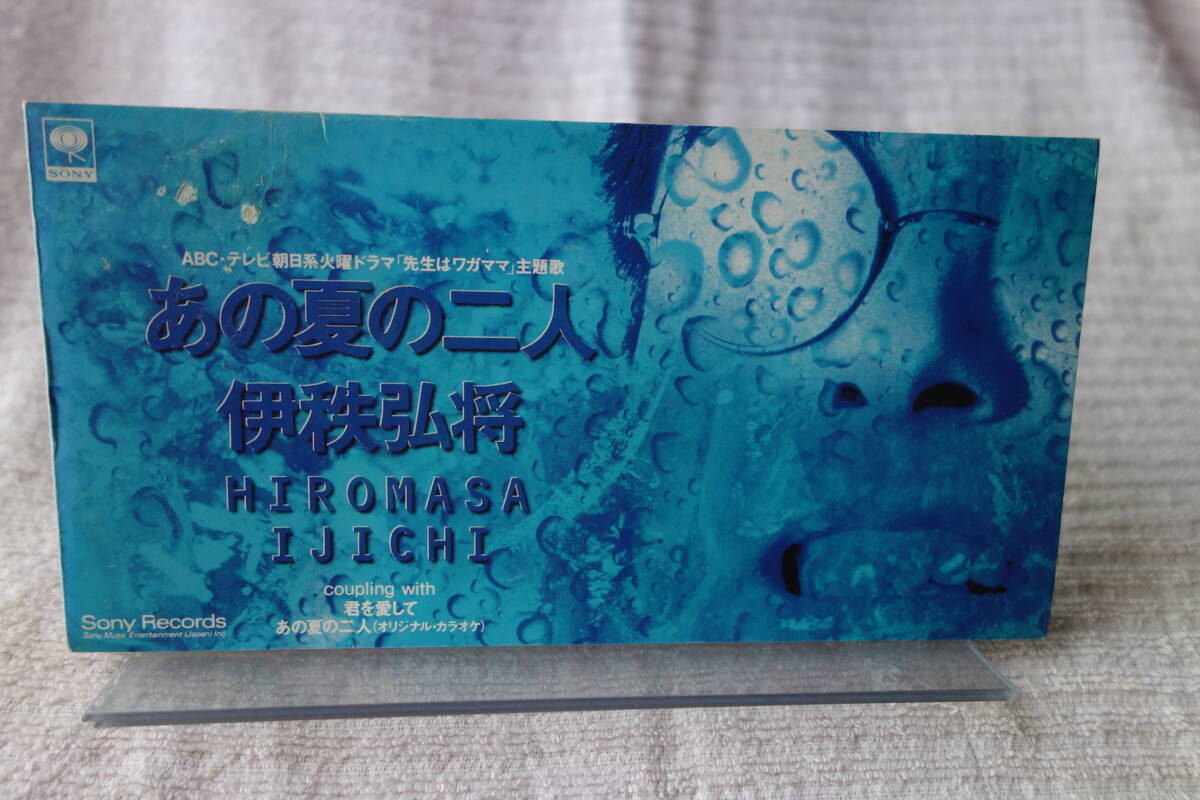 SONY
ABC・テレビ朝日系火曜ドラマ「先生はワガママ」主題歌
あの夏の二人
伊秩弘将
HIROMASA
IJICHI
coupling with
君を愛して
あの夏の二人(オリジナル・カラオケ)
Sony Records
Sony Music Entertainment (Japan) Inc